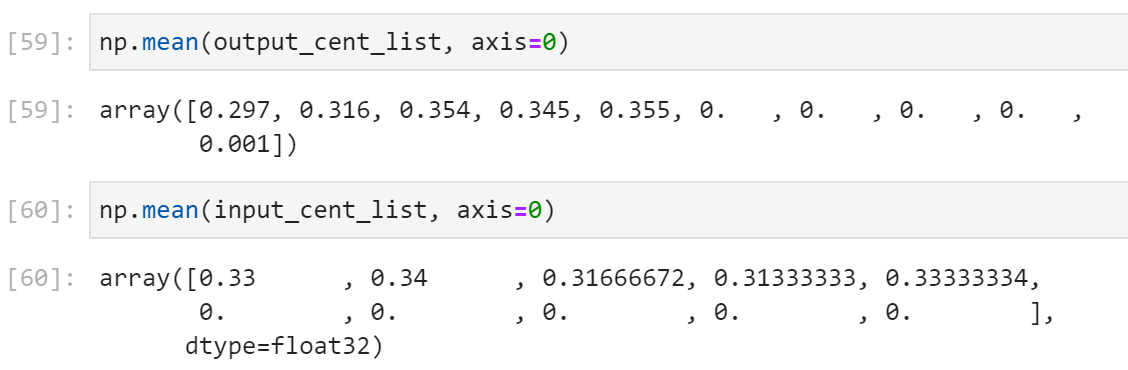 [59]: np.mean(output_cent_list, axis=0)
[59]: array([0.297, 0.316, 0.354, 0.345, 0.355, 0.   , 0.   , 0.   , 0.   ,
0.001])
[60]: np.mean(input_cent_list, axis=0)
[60]: array([0.33      , 0.34      , 0.31666672, 0.31333333, 0.33333334,
0.        , 0.        , 0.        , 0.        , 0.        ],
dtype=float32)